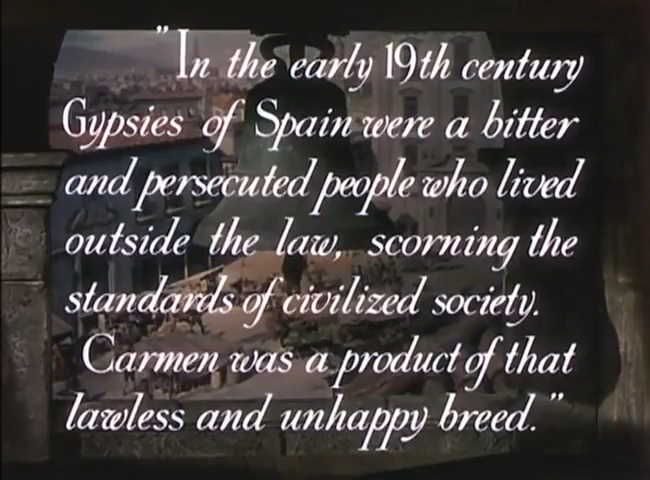 "In the early 19th century
Gypsies of Spain were a bitter
and persecuted people who lived
outside the law, scorning the
standards of civilized society.
Carmen was a product of that
lawless and unhappy breed."